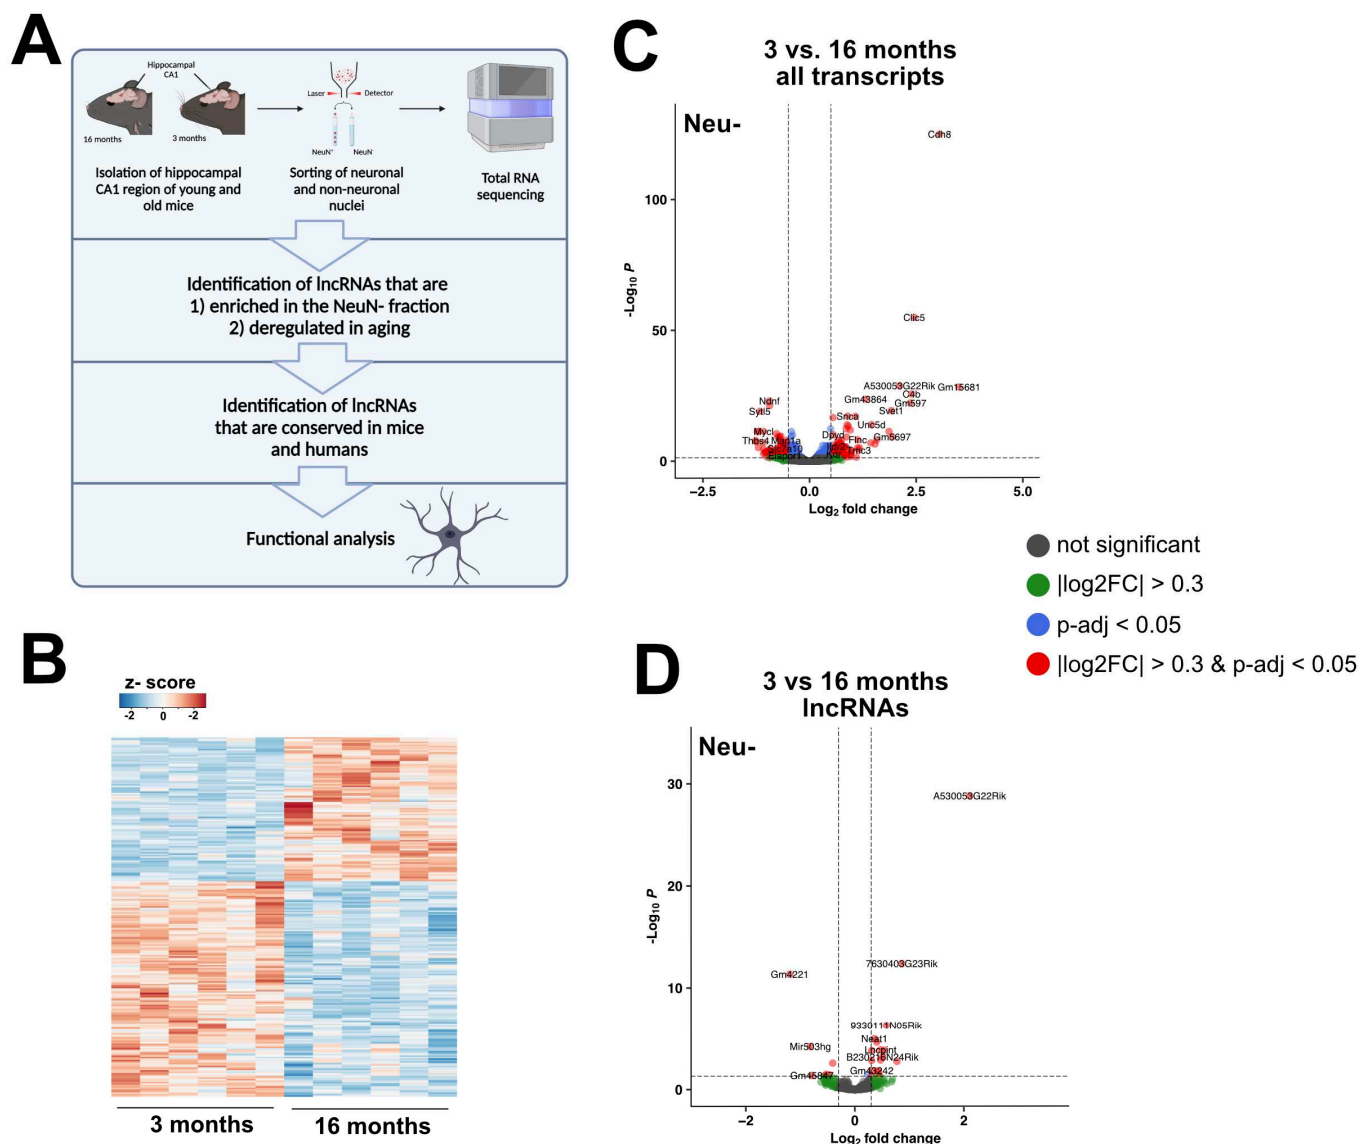 A
Hippocampal
CA1
Laser
Detector
16 months
3 months
NeuN+
NeuN-
Isolation of hippocampal
CA1 region of young and
old mice
Sorting of neuronal
and non-neuronal
nuclei
Total RNA
sequencing
Identification of lncRNAs that are
1) enriched in the NeuN- fraction
2) deregulated in aging
Identification of lncRNAs
that are conserved in mice
and humans
Functional analysis
B
z- score
-2 0 -2
3 months
16 months
C
3 vs. 16 months
all transcripts
Neu-
Cdh8
100
-Log10 P
50
Clic5
A530053G22Rik
Gm15681
C4b
Gm43864
Gm597
Ndnf
Sytl5
Svet1
Snca
Unc5d
Mycl
Dpyd
Gm5697
Thbs4
Man1a
Flnc
Tmc3
0
-2.5 0.0 2.5 5.0
Log2 fold change
not significant
|log2FC| > 0.3
p-adj < 0.05
|log2FC| > 0.3 & p-adj < 0.05
D
3 vs 16 months
lncRNAs
Neu-
30
A530053G22Rik
20
-Log10 P
7630403G23Rik
Gm4221
10
9330111N05Rik
Neat1
Mir503hg
Lncpint
B230216N24Rik
Gm43242
Gm45847
0
-2 0 2
Log2 fold change